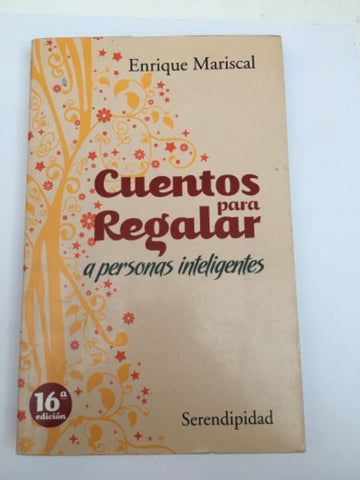 Enrique Mariscal
Cuentos
para
Regalar
a personas inteligentes
16a
edición
Serendipidad